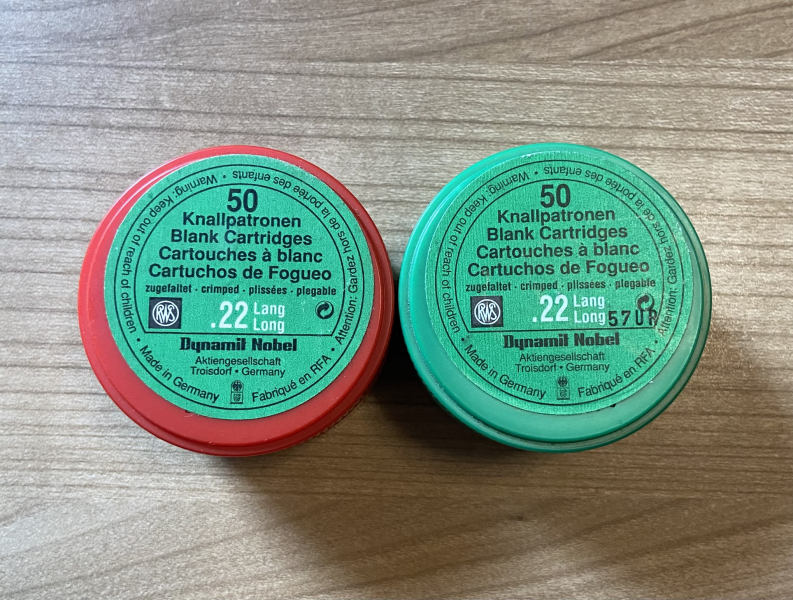 50
Knallpatronen
Blank Cartridges
Cartouches à blanc
Cartuchos de Fogueo
zugefaltet · crimped · plissées · plegable
RWS
.22 Lang
Long
Dynamit Nobel
Aktiengesellschaft
Troisdorf • Germany
Made in Germany
Fabriqué en RFA
Warning: Keep out of reach of children
Attention: Gardez hors de la portée des enfants
50
Knallpatronen
Blank Cartridges
Cartouches à blanc
Cartuchos de Fogueo
zugefaltet · crimped · plissées · plegable
RWS
.22 Lang
Long
Dynamit Nobel
Aktiengesellschaft
Troisdorf • Germany
Made in Germany
Fabriqué en RFA
Warning: Keep out of reach of children
Attention: Gardez hors de la portée des enfants